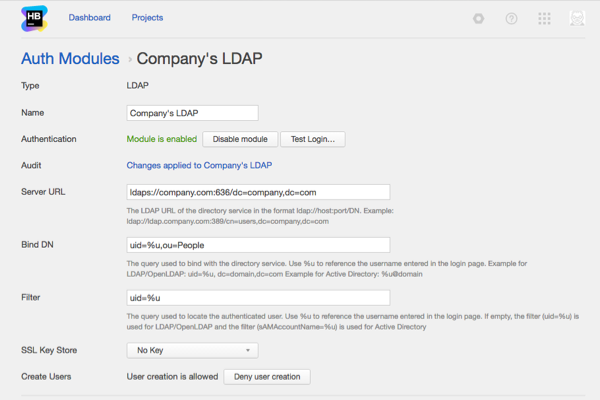 HB
Dashboard Projects
Auth Modules › Company's LDAP
Type LDAP
Name Company's LDAP
Authentication Module is enabled Disable module Test Login...
Audit Changes applied to Company's LDAP
Server URL ldaps://company.com:636/dc=company,dc=com
The LDAP URL of the directory service in the format ldap://host:port/DN. Example:
ldap://ldap.company.com:389/cn=users,dc=company,dc=com
Bind DN uid=%u,ou=People
The query used to bind with the directory service. Use %u to reference the username entered in the login page. Example for
LDAP/OpenLDAP: uid=%u, dc=domain,dc=com Example for Active Directory: %u@domain
Filter uid=%u
The query used to locate the authenticated user. Use %u to reference the username entered in the login page. If empty, the filter (uid=%u) is
used for LDAP/OpenLDAP and the filter (sAMAccountName=%u) is used for Active Directory
SSL Key Store No Key
Create Users User creation is allowed Deny user creation